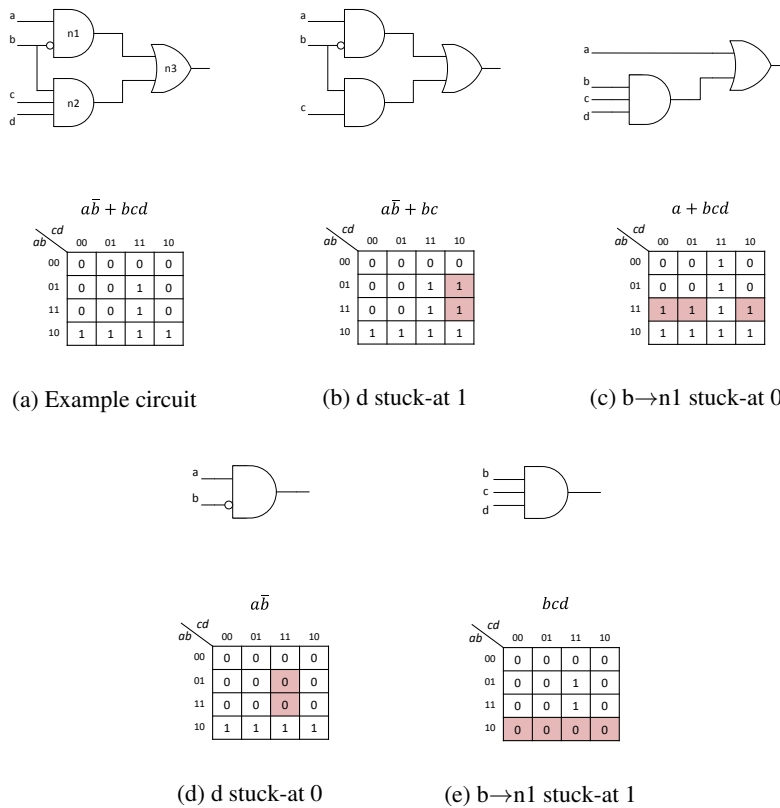 a
b
n1
n3
c
n2
d
a b̅ + bcd
cd
ab
00 01 11 10
00 0 0 0 0
01 0 0 1 0
11 0 0 1 0
10 1 1 1 1
(a) Example circuit
a
b
c
a b̅ + bc
cd
ab
00 01 11 10
00 0 0 0 0
01 0 0 1 1
11 0 0 1 1
10 1 1 1 1
(b) d stuck-at 1
a
b
c
d
a + bcd
cd
ab
00 01 11 10
00 0 0 1 0
01 0 0 1 0
11 1 1 1 1
10 1 1 1 1
(c) b→n1 stuck-at 0
a
b
a b̅
cd
ab
00 01 11 10
00 0 0 0 0
01 0 0 0 0
11 0 0 0 0
10 1 1 1 1
(d) d stuck-at 0
b
c
d
bcd
cd
ab
00 01 11 10
00 0 0 0 0
01 0 0 1 0
11 0 0 1 0
10 0 0 0 0
(e) b→n1 stuck-at 1